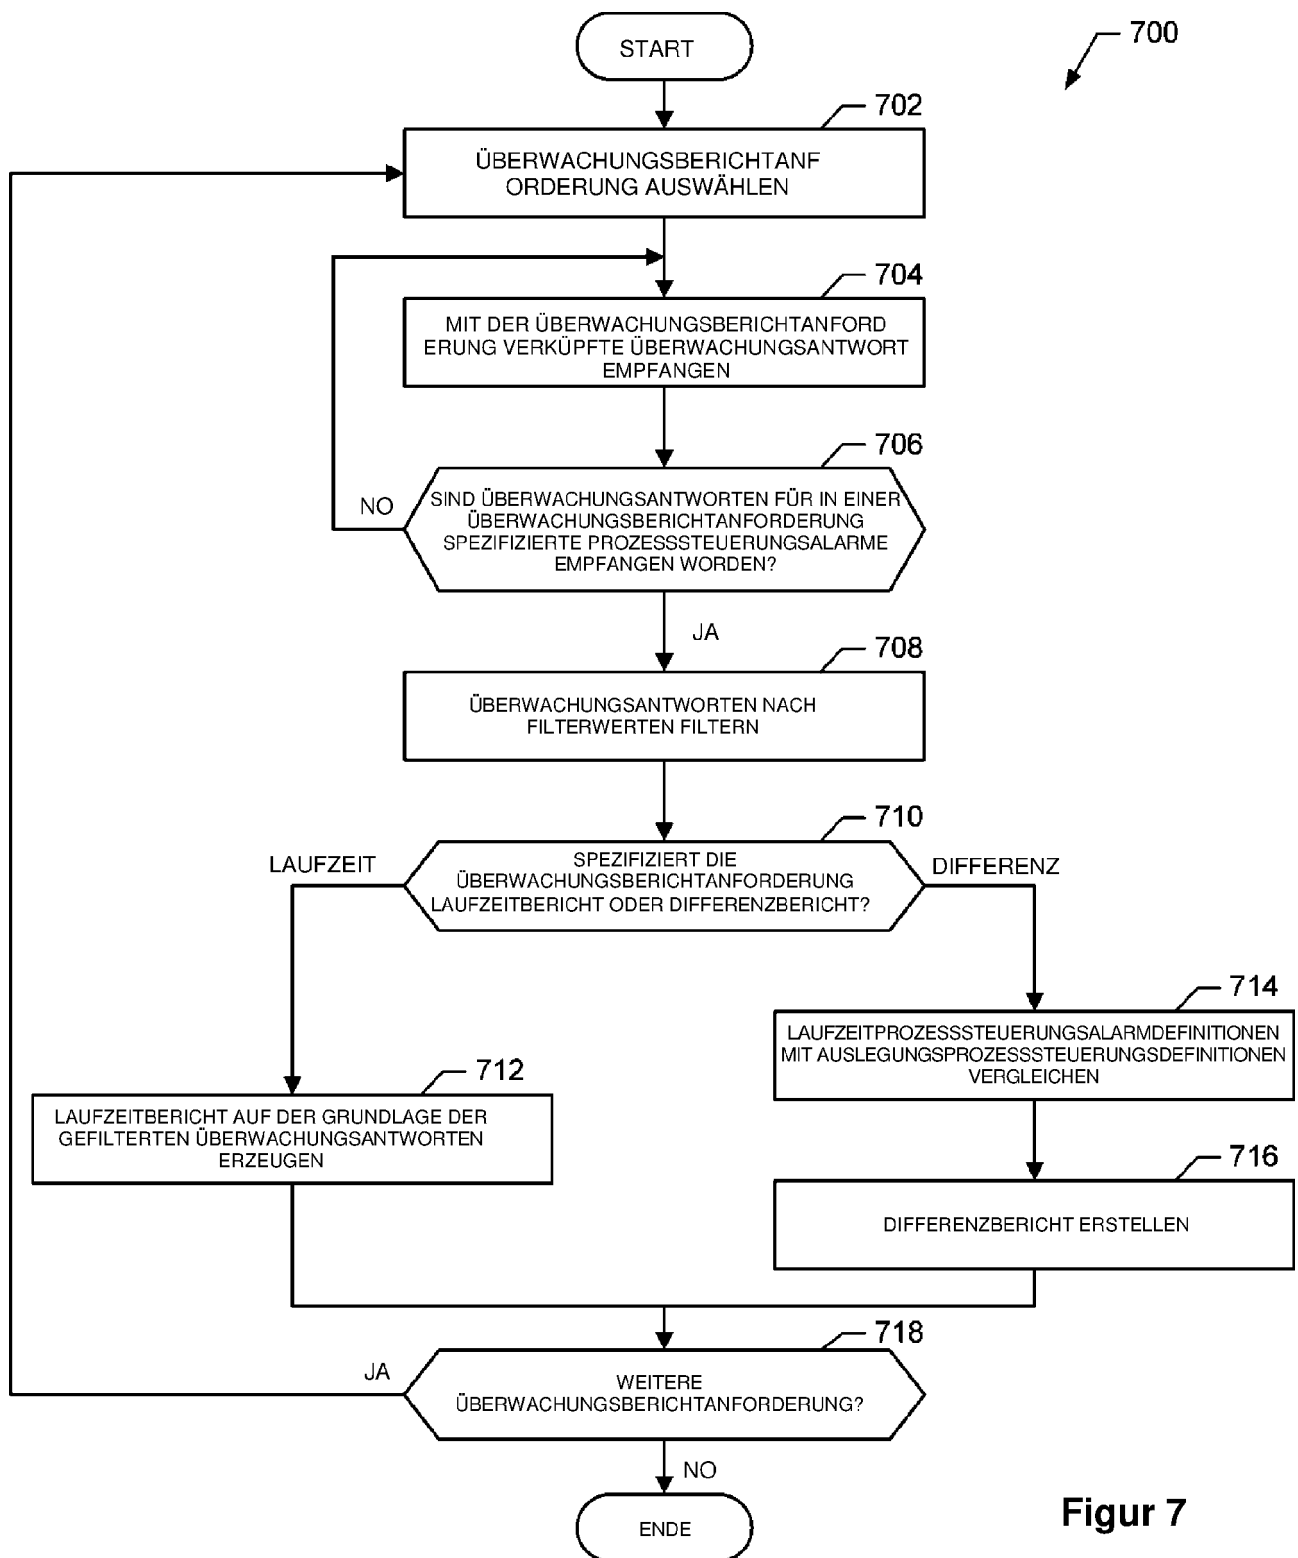 START
700
702
ÜBERWACHUNGSBERICHTANF
ORDERUNG AUSWÄHLEN
704
MIT DER ÜBERWACHUNGSBERICHTANFORD
ERUNG VERKÜPFTE ÜBERWACHUNGSANTWORT
EMPFANGEN
706
NO
SIND ÜBERWACHUNGSANTWORTEN FÜR IN EINER
ÜBERWACHUNGSBERICHTANFORDERUNG
SPEZIFIZIERTE PROZESSSTEUERUNGSALARME
EMPFANGEN WORDEN?
JA
708
ÜBERWACHUNGSANTWORTEN NACH
FILTERWERTEN FILTERN
710
LAUFZEIT
SPEZIFIZIERT DIE
ÜBERWACHUNGSBERICHTANFORDERUNG
LAUFZEITBERICHT ODER DIFFERENZBERICHT?
DIFFERENZ
714
LAUFZEITPROZESSSTEUERUNGSALARMDEFINITIONEN
MIT AUSLEGUNGSPROZESSSTEUERUNGSDEFINITIONEN
VERGLEICHEN
712
LAUFZEITBERICHT AUF DER GRUNDLAGE DER
GEFILTERTEN ÜBERWACHUNGSANTWORTEN
ERZEUGEN
716
DIFFERENZBERICHT ERSTELLEN
718
JA
WEITERE
ÜBERWACHUNGSBERICHTANFORDERUNG?
NO
ENDE
Figur 7